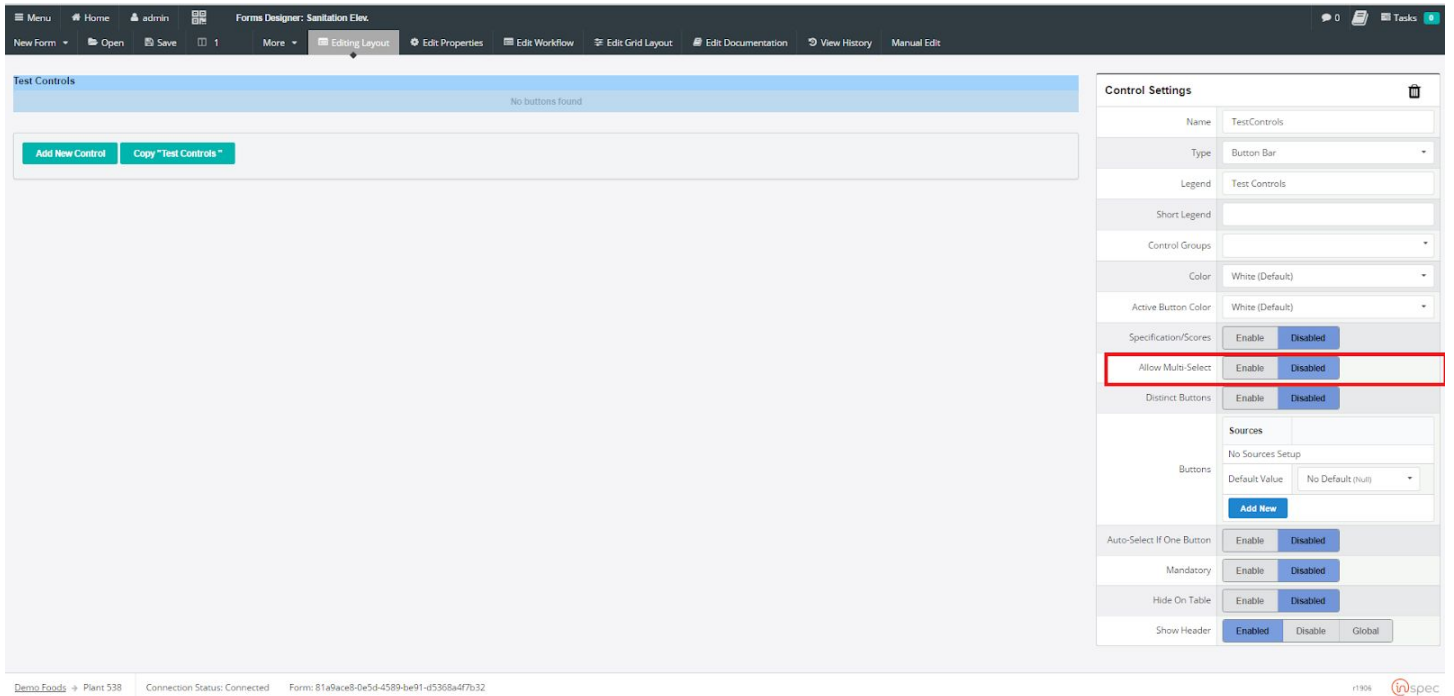 Menu Home admin Forms Designer: Sanitation Elev. 0 Tasks 0
New Form Open Save 1 More Editing Layout Edit Properties Edit Workflow Edit Grid Layout Edit Documentation View History Manual Edit
Test Controls
No buttons found
Add New Control Copy "Test Controls "
Control Settings
Name TestControls
Type Button Bar
Legend Test Controls
Short Legend
Control Groups
Color White (Default)
Active Button Color White (Default)
Specification/Scores Enable Disabled
Allow Multi-Select Enable Disabled
Distinct Buttons Enable Disabled
Buttons
Sources
No Sources Setup
Default Value No Default (Null)
Add New
Auto-Select If One Button Enable Disabled
Mandatory Enable Disabled
Hide On Table Enable Disabled
Show Header Enabled Disable Global
Demo Foods → Plant 538 Connection Status: Connected Form: 81a9ace8-0e5d-4589-be91-d5368a4f7b32 r1906 inspec